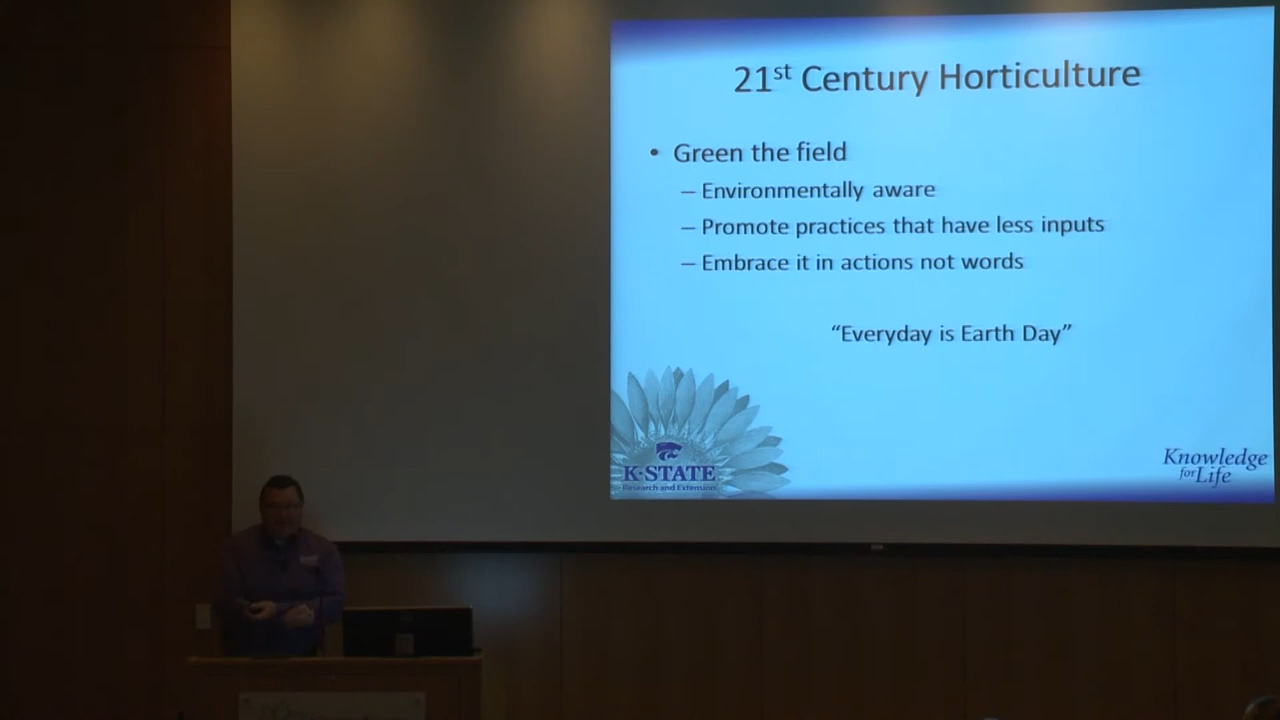 21st Century Horticulture
• Green the field
– Environmentally aware
– Promote practices that have less inputs
– Embrace it in actions not words
“Everyday is Earth Day”
K-STATE
Research and Extension
Knowledge
for Life